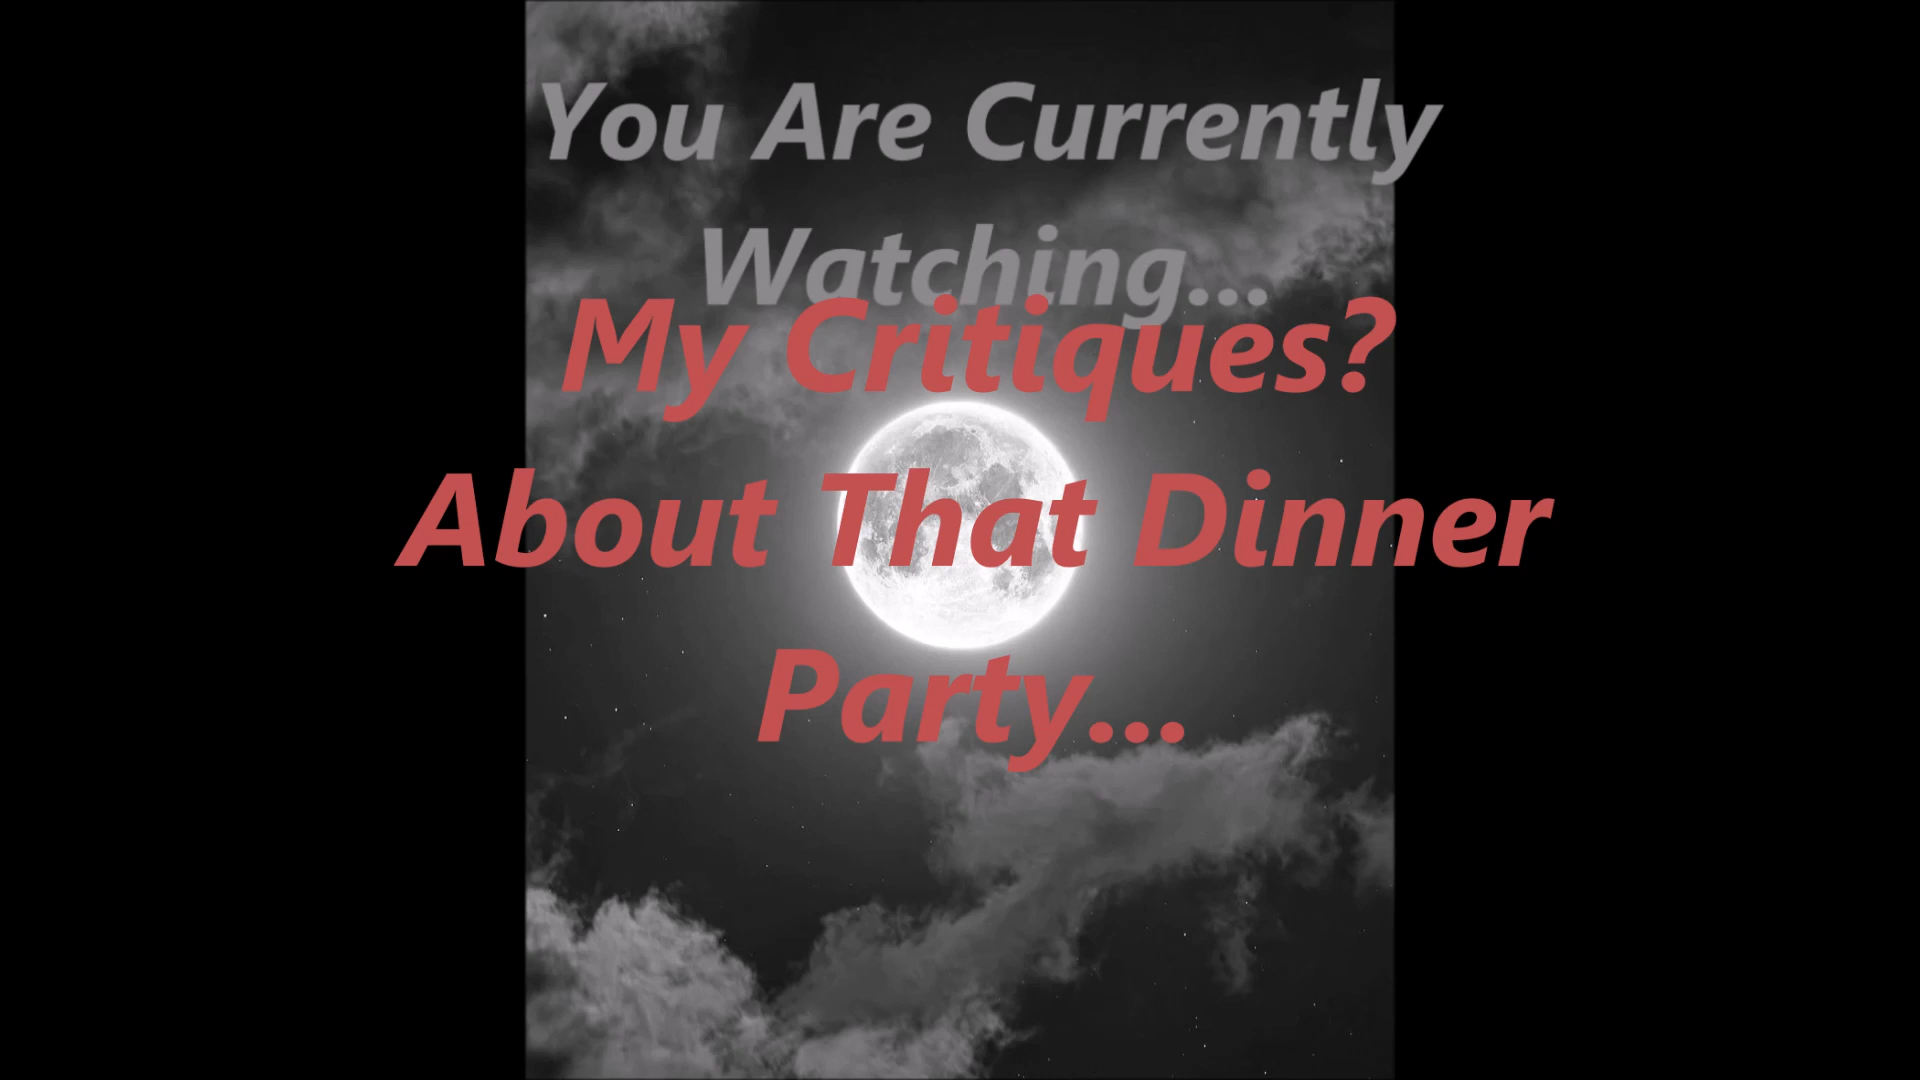 You Are Currently
Watching...
My Critiques?
About That Dinner
Party...